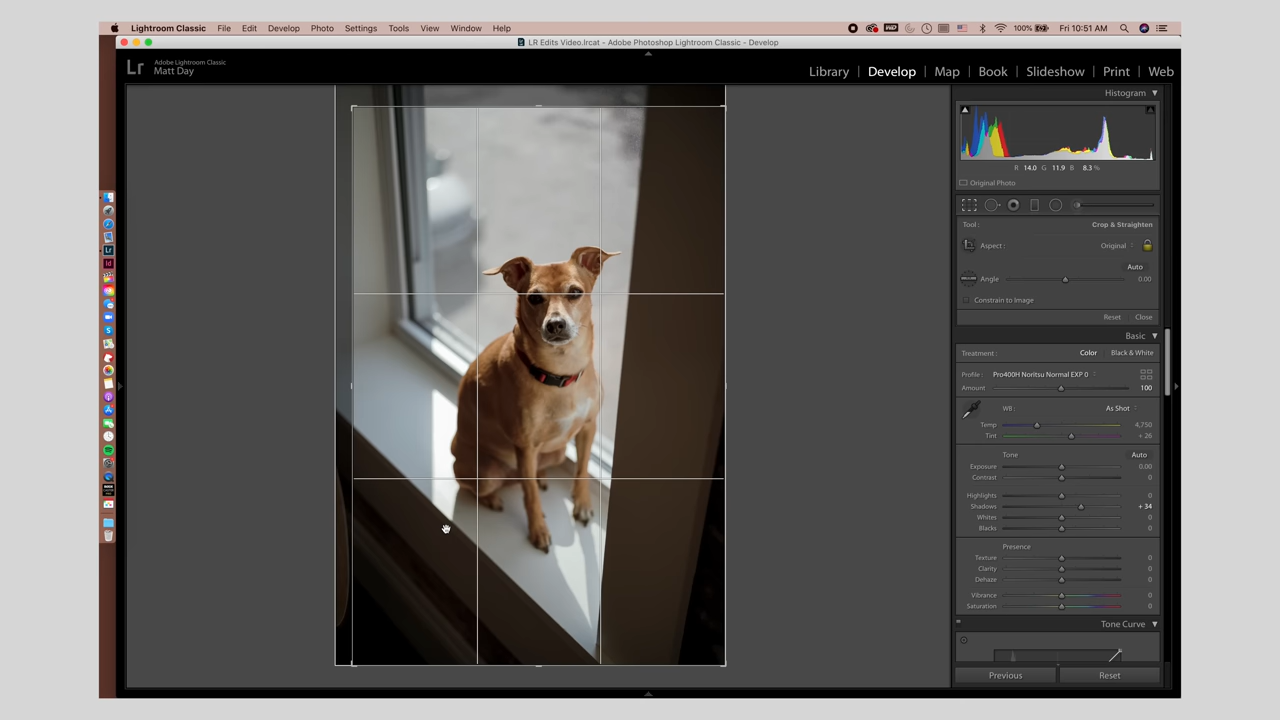 Lightroom Classic File Edit Develop Photo Settings Tools View Window Help 100% Fri 10:51 AM
LR Edits Video.lrcat - Adobe Photoshop Lightroom Classic - Develop
Lr Adobe Lightroom Classic
Matt Day
Library | Develop | Map | Book | Slideshow | Print | Web
Histogram
R 14.0 G 11.9 B 8.3 %
Original Photo
Tool : Crop & Straighten
Aspect : Original
Auto
Angle 0.00
Constrain to Image
Reset Close
Basic
Treatment : Color Black & White
Profile : Pro400H Noritsu Normal EXP 0
Amount 100
WB : As Shot
Temp 4,750
Tint + 26
Tone Auto
Exposure 0.00
Contrast 0
Highlights 0
Shadows + 34
Whites 0
Blacks 0
Presence
Texture 0
Clarity 0
Dehaze 0
Vibrance 0
Saturation 0
Tone Curve
Previous Reset